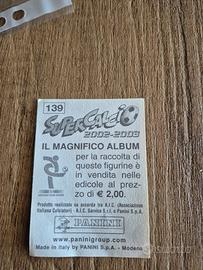 139
SUPERCALCIO
2002-2003
IL MAGNIFICO ALBUM
per la raccolta di
queste figurine è
in vendita nelle
edicole al prez-
zo di € 2,00.
Prodotto realizzato su accordo tra A.I.C. (Associazione
Italiana Calciatori) - A.I.C. Service S.r.l. e Panini S.p.A.
PANINI
www.paninigroup.com
Made in Italy by PANINI S.p.A. - Modena